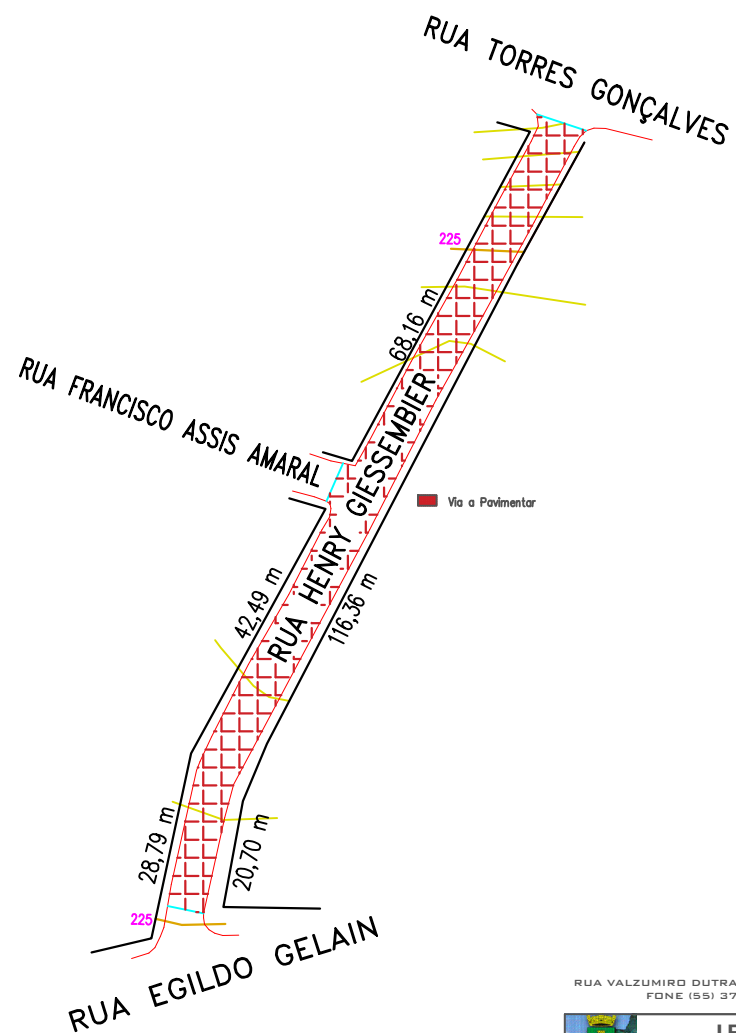 RUA TORRES GONÇALVES
225
68,16 m
RUA FRANCISCO ASSIS AMARAL
RUA HENRY GIESSEMBIER
Via a Pavimentar
42,49 m
116,36 m
28,79 m
20,70 m
225
RUA EGILDO GELAIN
RUA VALZUMIRO DUTRA
FONE (55) 37